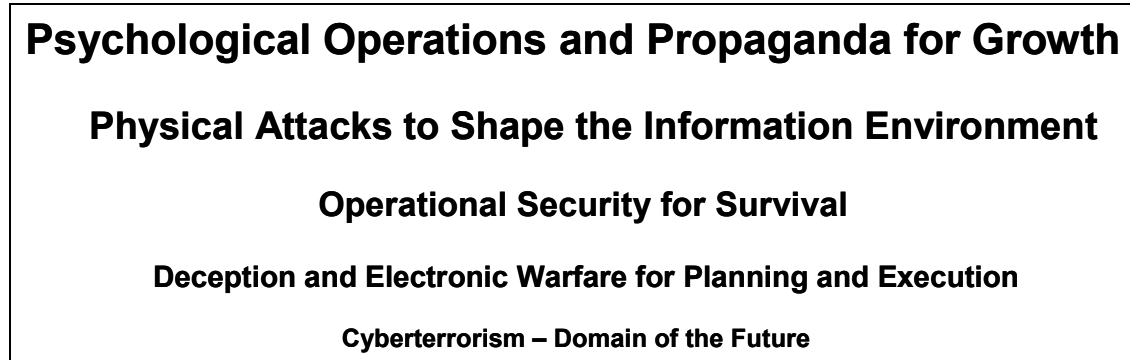 Psychological Operations and Propaganda for Growth
Physical Attacks to Shape the Information Environment
Operational Security for Survival
Deception and Electronic Warfare for Planning and Execution
Cyberterrorism – Domain of the Future